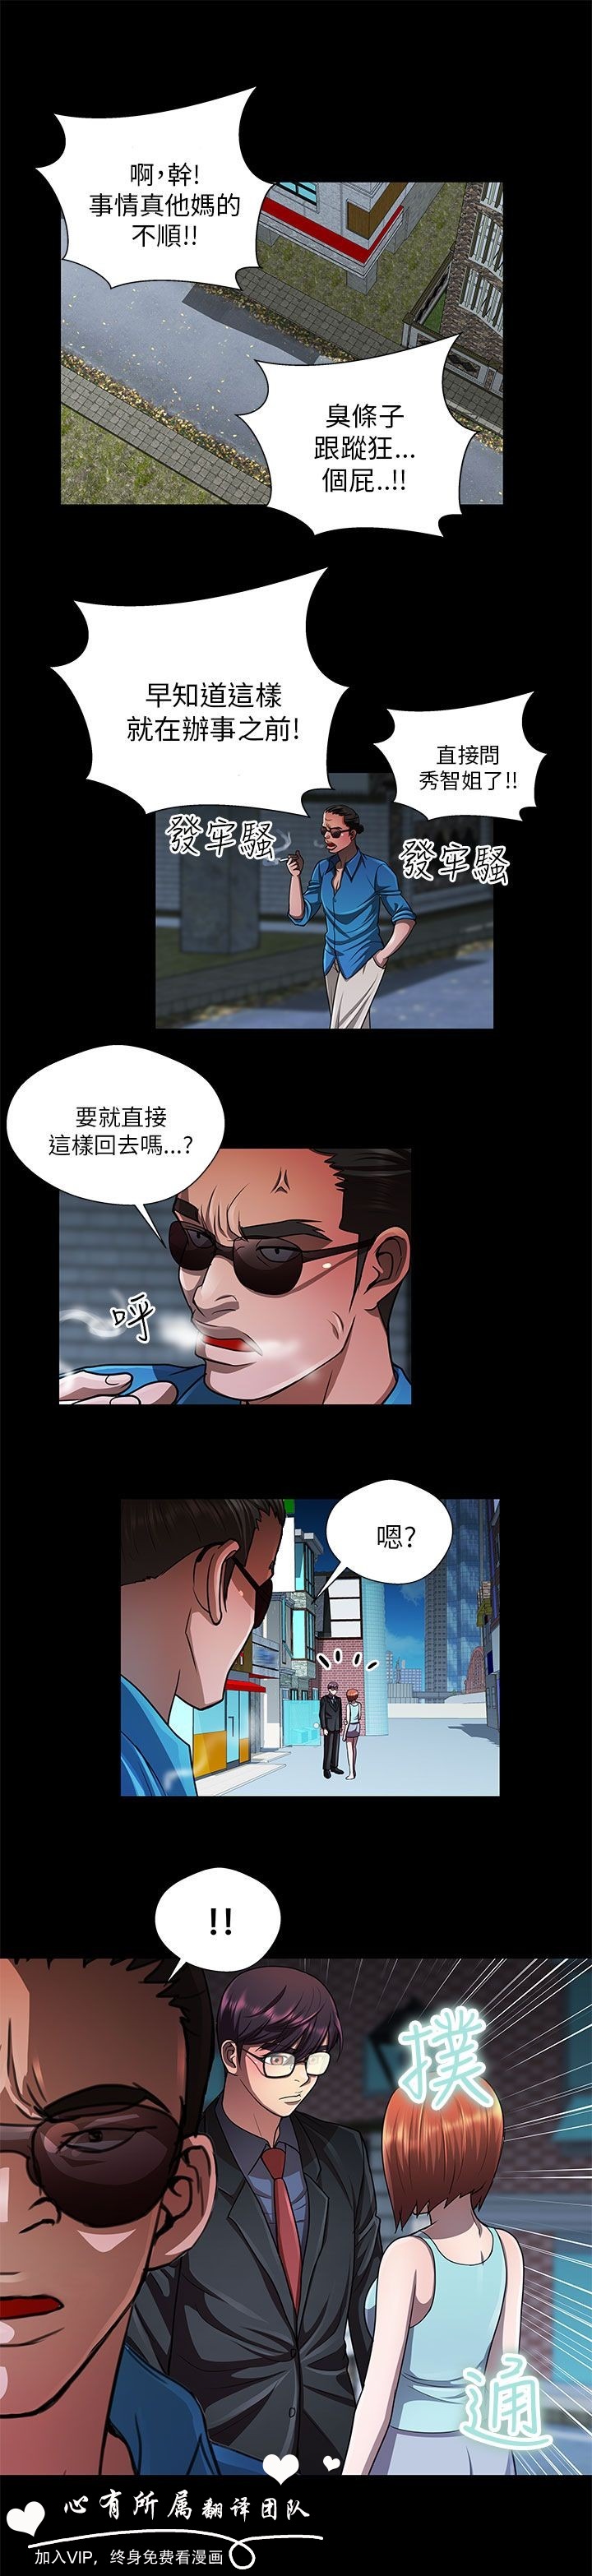 啊,幹!
事情真他媽的
不順!!
臭條子
跟蹤狂...
個屁..!!
早知道這樣
就在辦事之前!
直接問
秀智姐了!!
發牢騷
發牢騷
要就直接
這樣回去嗎...?
呼
嗯?
!!
撲
通
心有所属翻译团队
加入VIP，终身免费看漫画